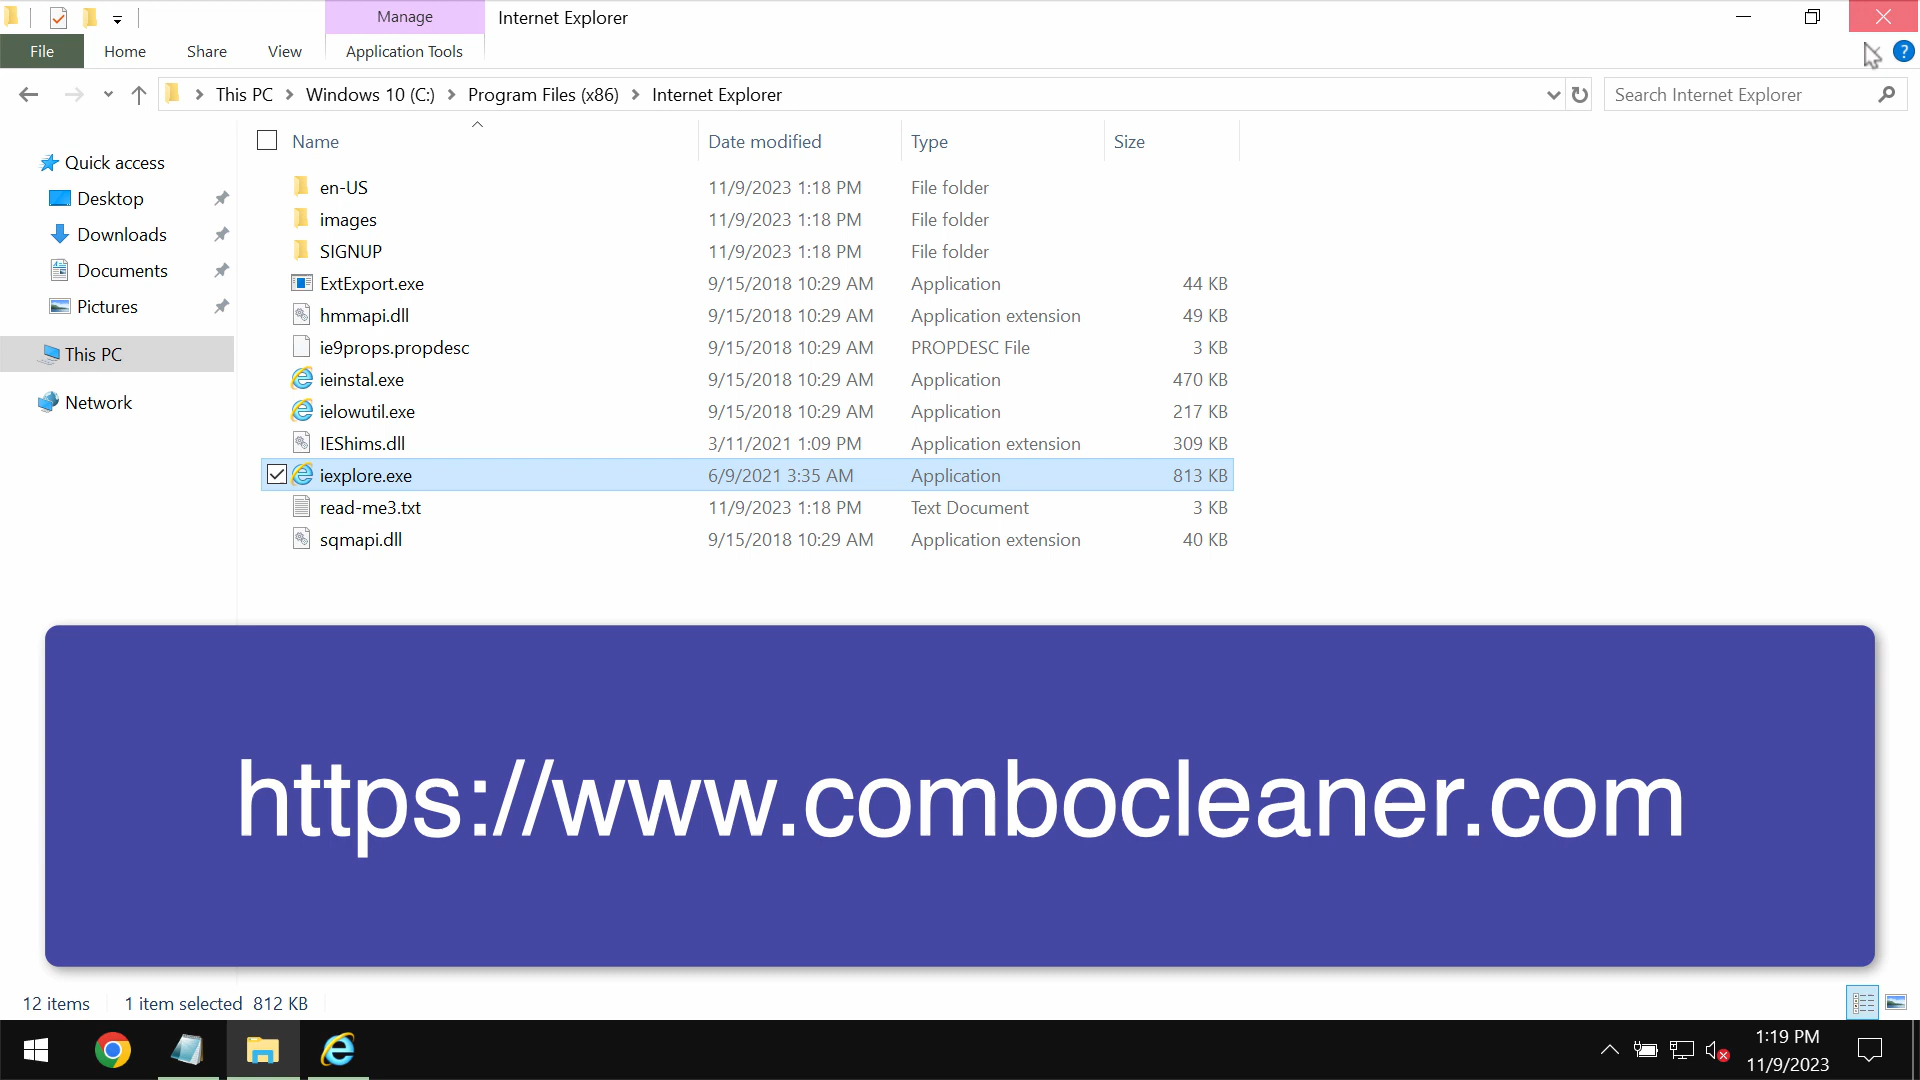 Manage
Internet Explorer
File
Home
Share
View
Application Tools
?
This PC
Windows 10 (C:)
Program Files (x86)
Internet Explorer
Search Internet Explorer
Name
Date modified
Type
Size
Quick access
Desktop
Downloads
Documents
Pictures
This PC
Network
en-US 11/9/2023 1:18 PM File folder
images 11/9/2023 1:18 PM File folder
SIGNUP 11/9/2023 1:18 PM File folder
ExtExport.exe 9/15/2018 10:29 AM Application 44 KB
hmmapi.dll 9/15/2018 10:29 AM Application extension 49 KB
ie9props.propdesc 9/15/2018 10:29 AM PROPDESC File 3 KB
ieinstal.exe 9/15/2018 10:29 AM Application 470 KB
ielowutil.exe 9/15/2018 10:29 AM Application 217 KB
IEShims.dll 3/11/2021 1:09 PM Application extension 309 KB
iexplore.exe 6/9/2021 3:35 AM Application 813 KB
read-me3.txt 11/9/2023 1:18 PM Text Document 3 KB
sqmapi.dll 9/15/2018 10:29 AM Application extension 40 KB
https://www.combocleaner.com
12 items
1 item selected 812 KB
1:19 PM
11/9/2023